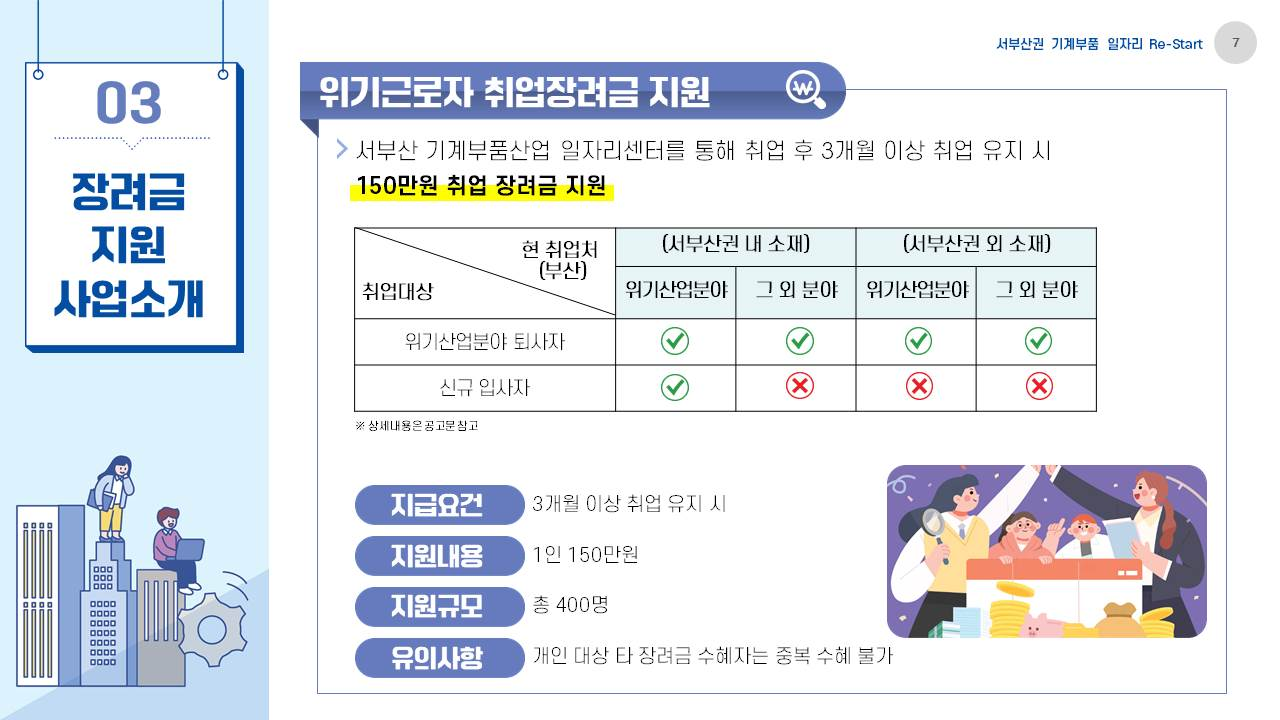 서부산권 기계부품 일자리 Re-Start
7
03
장려금
지원
사업소개
위기근로자 취업장려금 지원
서부산 기계부품산업 일자리센터를 통해 취업 후 3개월 이상 취업 유지 시
150만원 취업 장려금 지원
현 취업처
(부산)
취업대상
(서부산권 내 소재) (서부산권 외 소재)
위기산업분야 그 외 분야 위기산업분야 그 외 분야
위기산업분야 퇴사자
신규 입사자
※ 상세내용은 공고문 참고
지급요건 3개월 이상 취업 유지 시
지원내용 1인 150만원
지원규모 총 400명
유의사항 개인 대상 타 장려금 수혜자는 중복 수혜 불가